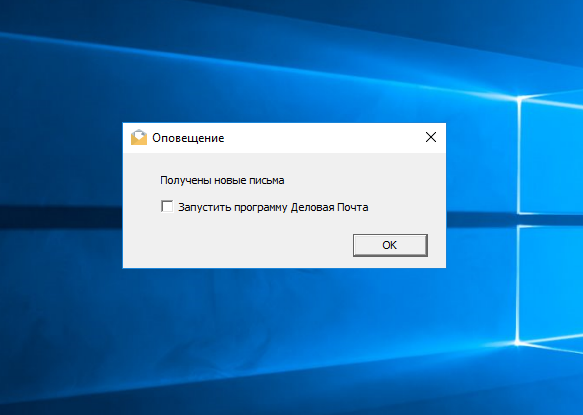 Оповещение
Получены новые письма
Запустить программу Деловая Почта
OK